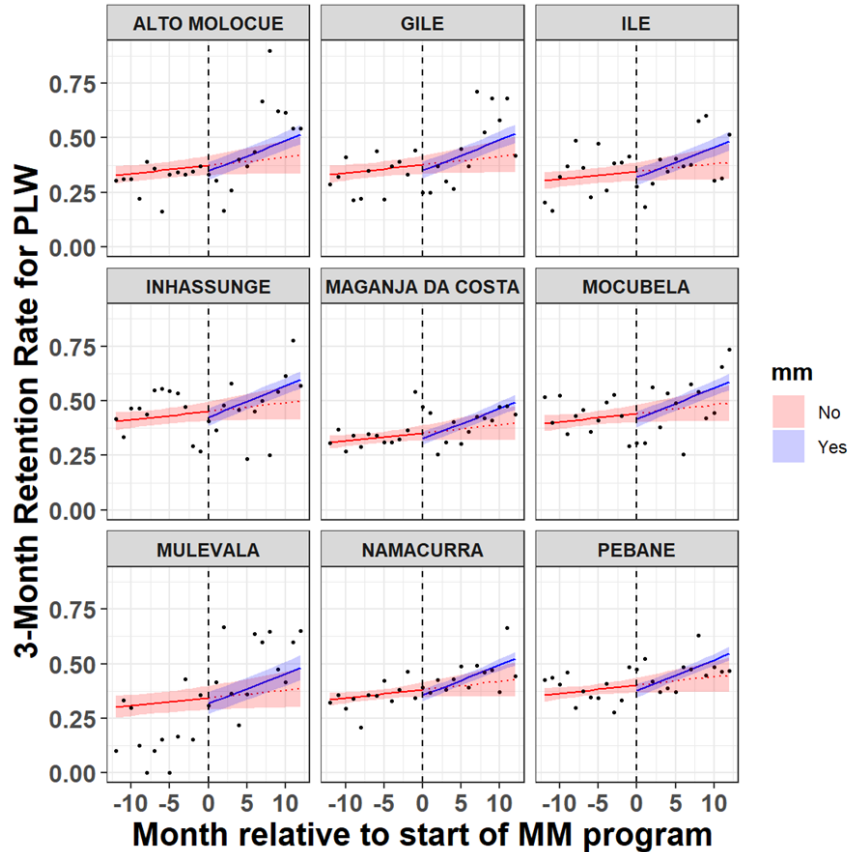 3-Month Retention Rate for PLW
ALTO MOLOCUE GILE ILE
0.75
0.50
0.25
0.00
INHASSUNGE MAGANJA DA COSTA MOCUBELA
0.75
0.50
0.25
0.00
MULEVALA NAMACURRA PEBANE
0.75
0.50
0.25
0.00
-10 -5 0 5 10 -10 -5 0 5 10 -10 -5 0 5 10
Month relative to start of MM program
mm
No
Yes